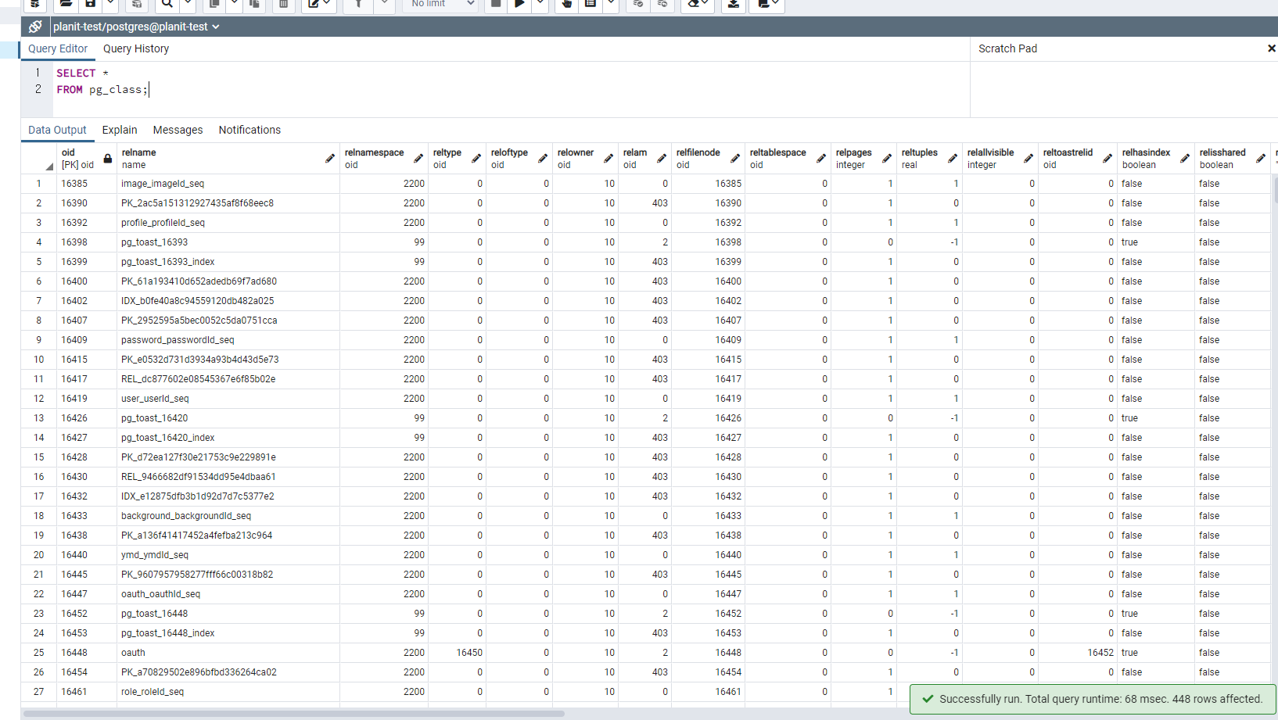 No limit
planit-test/postgres@planit-test
Query Editor Query History Scratch Pad
1 SELECT *
2 FROM pg_class;
Data Output Explain Messages Notifications
oid relname relnamespace reltype reloftype relowner relam relfilenode reltablespace relpages reltuples relallvisible reltoastrelid relhasindex relisshared
[PK] oid name oid oid oid oid oid oid oid integer real integer oid boolean boolean
1 16385 image_imageId_seq 2200 0 0 10 0 16385 0 1 1 0 0 false false
2 16390 PK_2ac5a151312927435af8f68eec8 2200 0 0 10 403 16390 0 1 0 0 0 false false
3 16392 profile_profileId_seq 2200 0 0 10 0 16392 0 1 1 0 0 false false
4 16398 pg_toast_16393 99 0 0 10 2 16398 0 0 -1 0 0 true false
5 16399 pg_toast_16393_index 99 0 0 10 403 16399 0 1 0 0 0 false false
6 16400 PK_61a193410d652adedb69f7ad680 2200 0 0 10 403 16400 0 1 0 0 0 false false
7 16402 IDX_b0fe40a8c94559120db482a025 2200 0 0 10 403 16402 0 1 0 0 0 false false
8 16407 PK_2952595a5bec0052c5da0751cca 2200 0 0 10 403 16407 0 1 0 0 0 false false
9 16409 password_passwordId_seq 2200 0 0 10 0 16409 0 1 1 0 0 false false
10 16415 PK_e0532d731d3934a93b4d43d5e73 2200 0 0 10 403 16415 0 1 0 0 0 false false
11 16417 REL_dc877602e08545367e6f85b02e 2200 0 0 10 403 16417 0 1 0 0 0 false false
12 16419 user_userId_seq 2200 0 0 10 0 16419 0 1 1 0 0 false false
13 16426 pg_toast_16420 99 0 0 10 2 16426 0 0 -1 0 0 true false
14 16427 pg_toast_16420_index 99 0 0 10 403 16427 0 1 0 0 0 false false
15 16428 PK_d72ea127f30e21753c9e229891e 2200 0 0 10 403 16428 0 1 0 0 0 false false
16 16430 REL_9466682df91534dd95e4dbaa61 2200 0 0 10 403 16430 0 1 0 0 0 false false
17 16432 IDX_e12875dfb3b1d92d7d7c5377e2 2200 0 0 10 403 16432 0 1 0 0 0 false false
18 16433 background_backgroundId_seq 2200 0 0 10 0 16433 0 1 1 0 0 false false
19 16438 PK_a136f41417452a4fefba213c964 2200 0 0 10 403 16438 0 1 0 0 0 false false
20 16440 ymd_ymdId_seq 2200 0 0 10 0 16440 0 1 1 0 0 false false
21 16445 PK_9607957958277fff66c00318b82 2200 0 0 10 403 16445 0 1 0 0 0 false false
22 16447 oauth_oauthId_seq 2200 0 0 10 0 16447 0 1 1 0 0 false false
23 16452 pg_toast_16448 99 0 0 10 2 16452 0 0 -1 0 0 true false
24 16453 pg_toast_16448_index 99 0 0 10 403 16453 0 1 0 0 0 false false
25 16448 oauth 2200 16450 0 10 2 16448 0 0 -1 0 16452 true false
26 16454 PK_a70829502e896bfbd336264ca02 2200 0 0 10 403 16454 0 1 0 0 0 false false
27 16461 role_roleId_seq 2200 0 0 10 0 16461 0 1
Successfully run. Total query runtime: 68 msec. 448 rows affected.